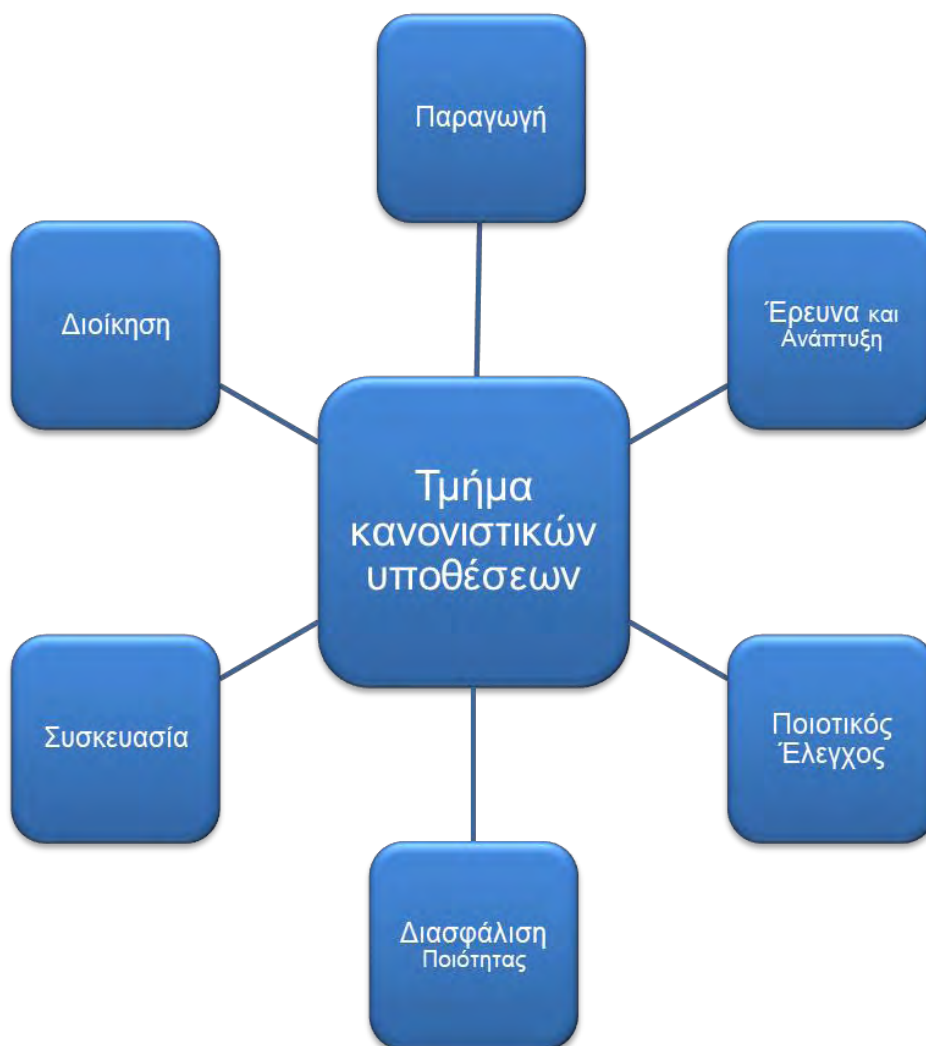 Παραγωγή
Διοίκηση
Έρευνα και
Ανάπτυξη
Τμήμα
κανονιστικών
υποθέσεων
Συσκευασία
Ποιοτικός
Έλεγχος
Διασφάλιση
Ποιότητας